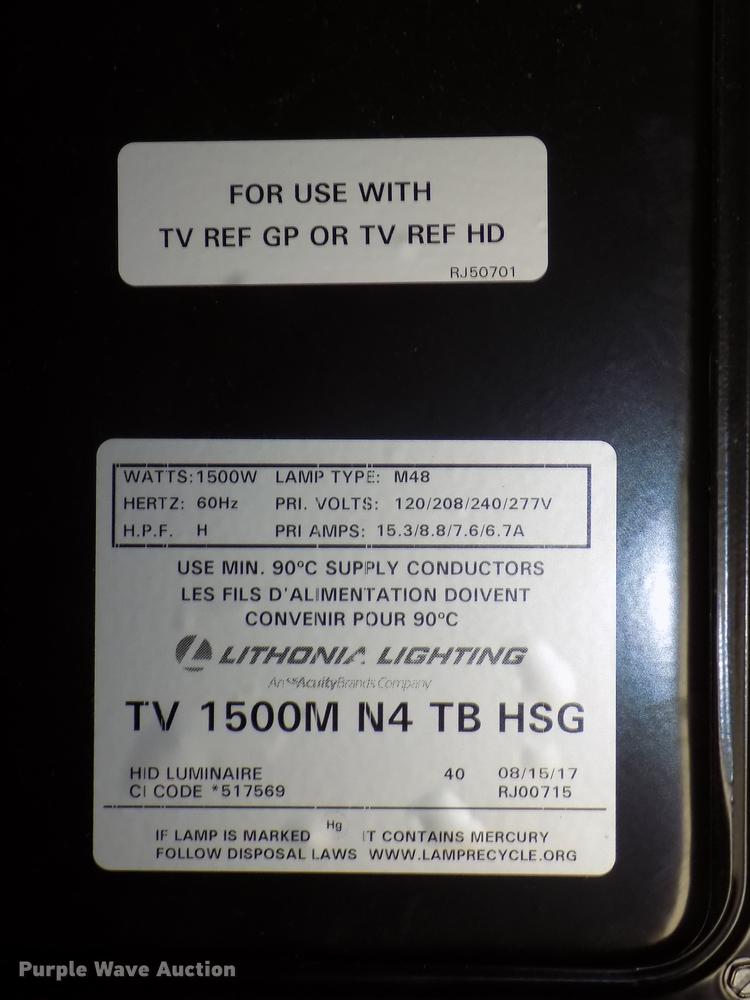 FOR USE WITH
TV REF GP OR TV REF HD
RJ50701
WATTS:1500W LAMP TYPE: M48
HERTZ: 60Hz PRI. VOLTS: 120/208/240/277V
H.P.F. H PRI AMPS: 15.3/8.8/7.6/6.7A
USE MIN. 90°C SUPPLY CONDUCTORS
LES FILS D'ALIMENTATION DOIVENT
CONVENIR POUR 90°C
LITHONIA LIGHTING
An AcuityBrands Company
TV 1500M N4 TB HSG
HID LUMINAIRE 40 08/15/17
CI CODE *517569 RJ00715
IF LAMP IS MARKED Hg IT CONTAINS MERCURY
FOLLOW DISPOSAL LAWS WWW.LAMPRECYCLE.ORG
Purple Wave Auction